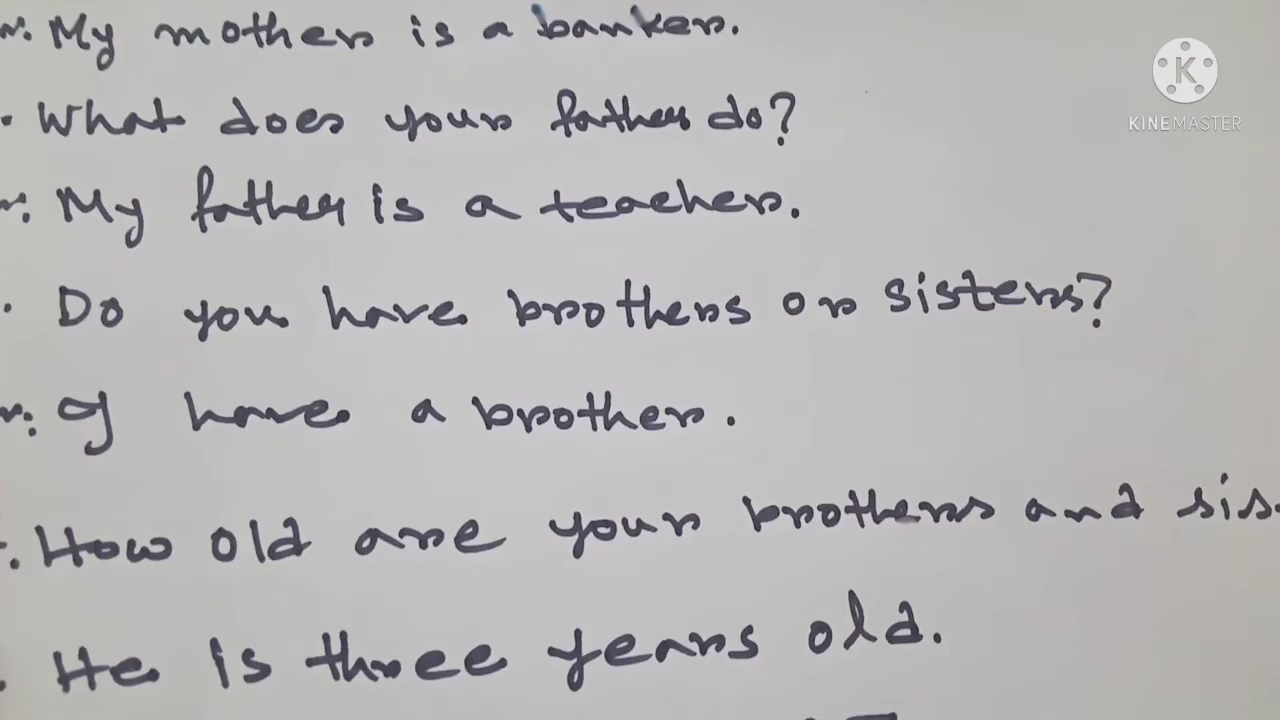 My mother is a banker.
What does your father do?
My father is a teacher.
Do you have brothers or sisters?
I have a brother.
How old are your brothers and sis
He is three years old.
K
KINEMASTER